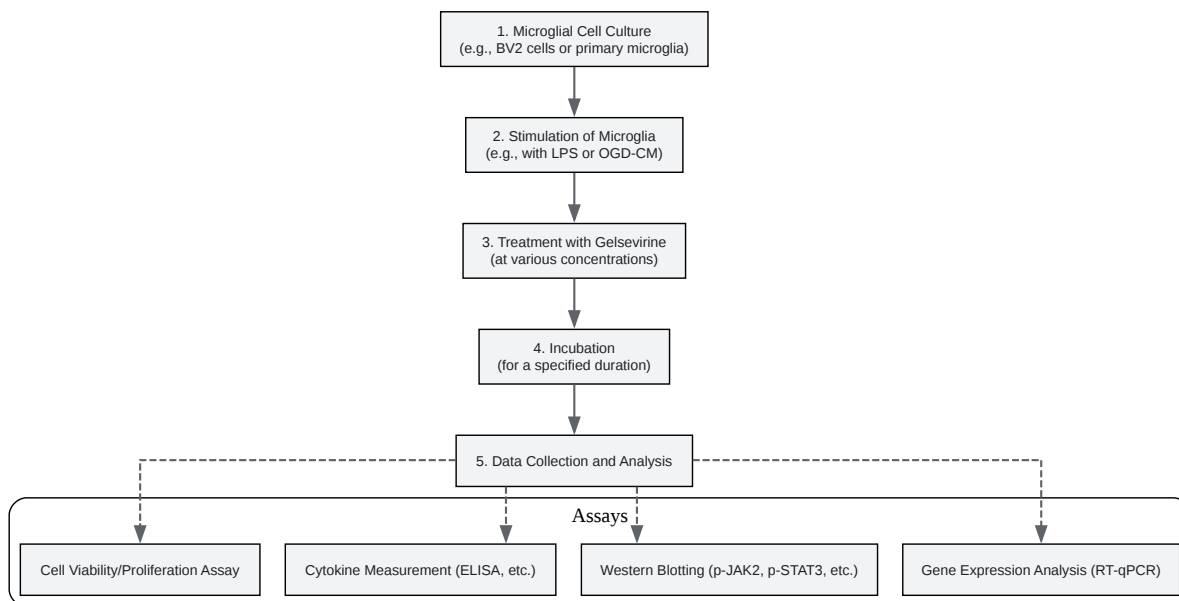 1. Microglial Cell Culture
(e.g., BV2 cells or primary microglia)
2. Stimulation of Microglia
(e.g., with LPS or OGD-CM)
3. Treatment with Gelsevirine
(at various concentrations)
4. Incubation
(for a specified duration)
5. Data Collection and Analysis
Assays
Cell Viability/Proliferation Assay
Cytokine Measurement (ELISA, etc.)
Western Blotting (p-JAK2, p-STAT3, etc.)
Gene Expression Analysis (RT-qPCR)